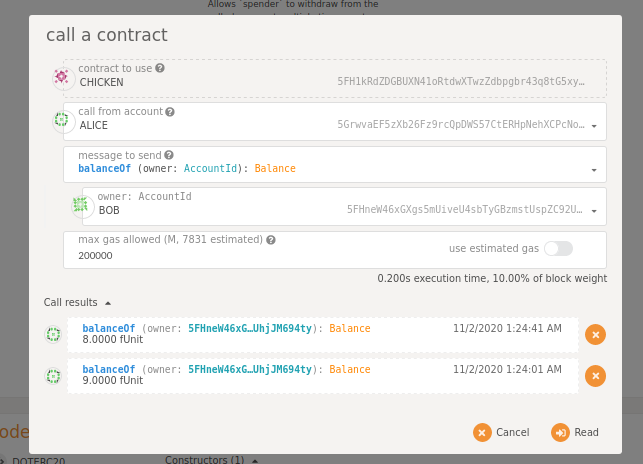 Allows `spender` to withdraw from the
call a contract
contract to use
CHICKEN
5FH1kRdZDGBUXN41oRtdwXTwzZdbpgbr43q8tG5xy…
call from account
ALICE
5GrwvaEF5zXb26Fz9rcQpDWS57CtERHpNehXCPcNo…
message to send
balanceOf (owner: AccountId): Balance
owner: AccountId
BOB
5FHneW46xGXgs5mUiveU4sbTyGBzmstUspZC92U…
max gas allowed (M, 7831 estimated)
200000
use estimated gas
0.200s execution time, 10.00% of block weight
Call results
balanceOf (owner: 5FHneW46xG…UhjJM694ty): Balance
11/2/2020 1:24:41 AM
8.0000 fUnit
balanceOf (owner: 5FHneW46xG…UhjJM694ty): Balance
11/2/2020 1:24:01 AM
9.0000 fUnit
Cancel
Read
ode
DOTERC20
Constructors (1)